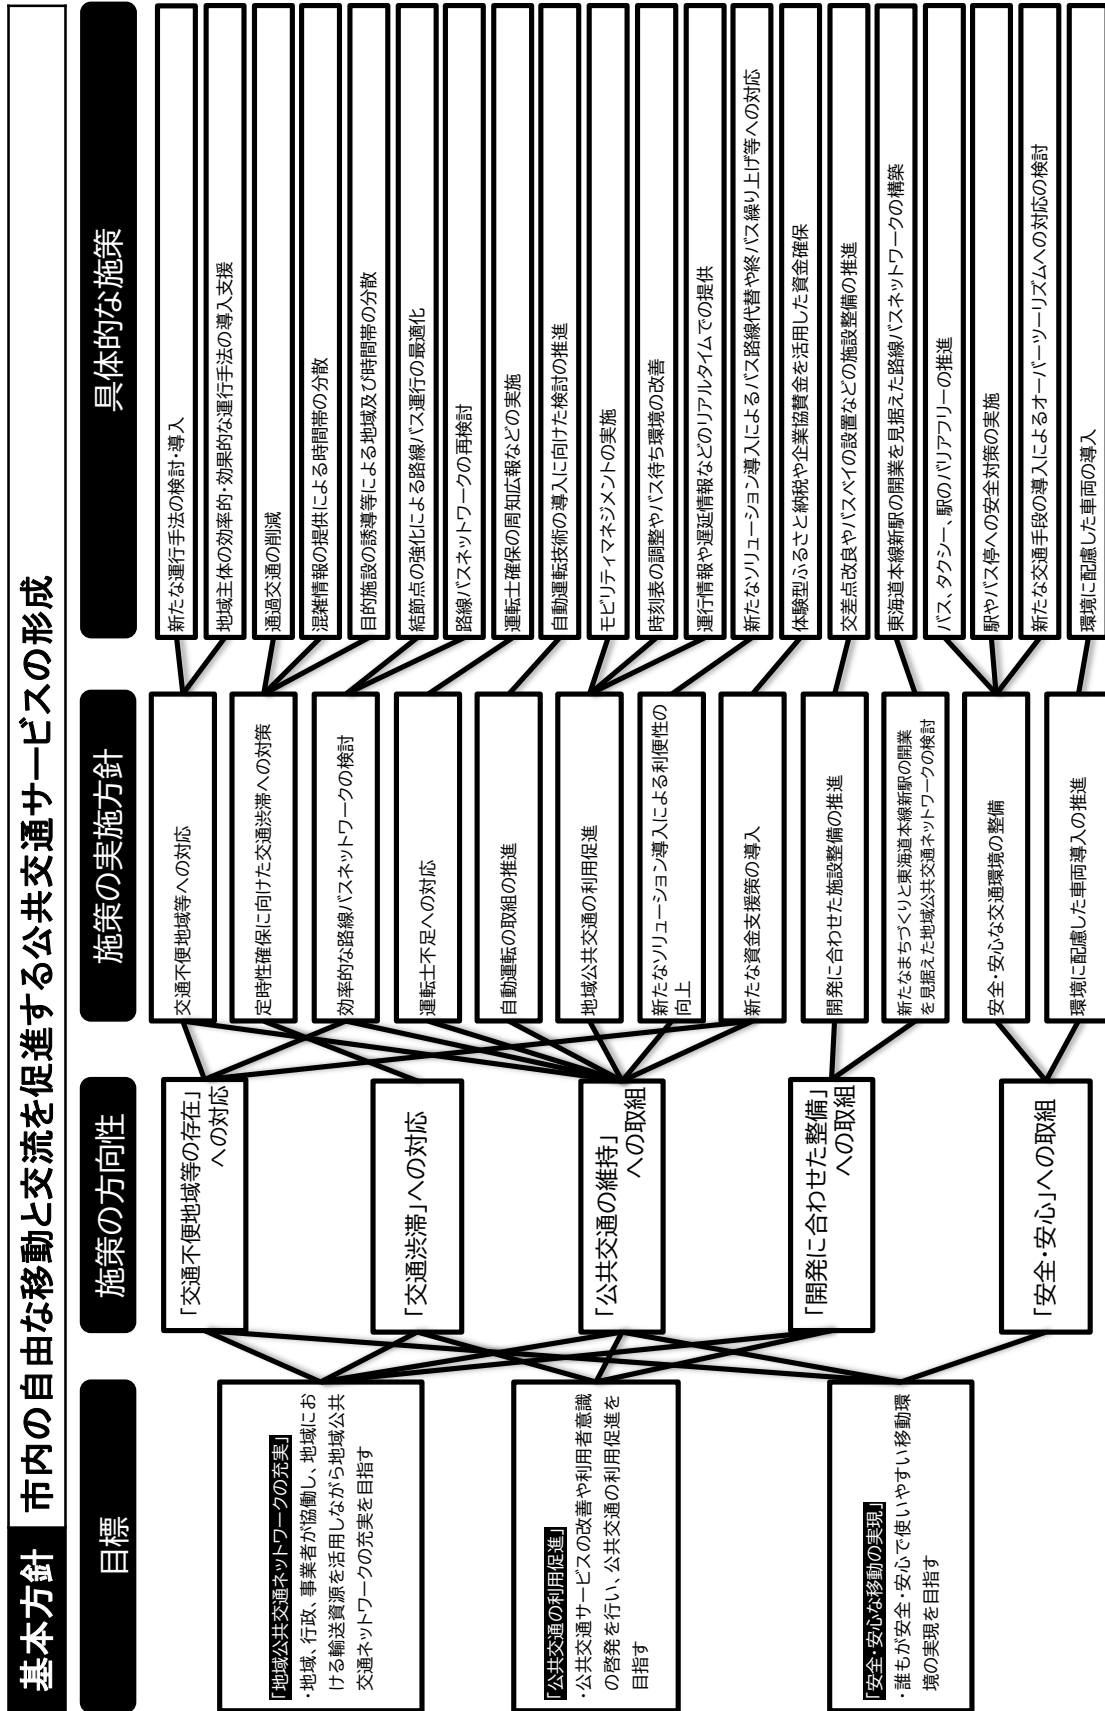 基本方針
市内の自由な移動と交流を促進する公共交通サービスの形成
目標
「地域公共交通ネットワークの充実」
・地域、行政、事業者が協働し、地域にお
ける輸送資源を活用しながら地域公共
交通ネットワークの充実を目指す
「公共交通の利用促進」
・公共交通サービスの改善や利用者意識
の啓発を行い、公共交通の利用促進を
目指す
「安全・安心な移動の実現」
・誰もが安全・安心で使いやすい移動環
境の実現を目指す
施策の方向性
「交通不便地域等の存在」
への対応
「交通渋滞」への対応
「公共交通の維持」
への取組
「開発に合わせた整備」
への取組
「安全・安心」への取組
施策の実施方針
交通不便地域等への対応
定時性確保に向けた交通渋滞への対策
効率的な路線バスネットワークの検討
運転士不足への対応
自動運転の取組の推進
地域公共交通の利用促進
新たなソリューション導入による利便性の
向上
新たな資金支援策の導入
開発に合わせた施設整備の推進
新たなまちづくりと東海道本線新駅の開業
を見据えた地域公共交通ネットワークの検討
安全・安心な交通環境の整備
環境に配慮した車両導入の推進
具体的な施策
新たな運行手法の検討・導入
地域主体の効率的・効果的な運行手法の導入支援
通過交通の削減
混雑情報の提供による時間帯の分散
目的施設の誘導等による地域及び時間帯の分散
結節点の強化による路線バス運行の最適化
路線バスネットワークの再検討
運転士確保の周知広報などの実施
自動運転技術の導入に向けた検討の推進
モビリティマネジメントの実施
時刻表の調整やバス待ち環境の改善
運行情報や遅延情報などのリアルタイムでの提供
新たなソリューション導入によるバス路線代替や終バス繰り上げ等への対応
体験型ふるさと納税や企業協賛金を活用した資金確保
交差点改良やバスベイの設置などの施設整備の推進
東海道本線新駅の開業を見据えた路線バスネットワークの構築
バス、タクシー、駅のバリアフリーの推進
駅やバス停への安全対策の実施
新たな交通手段の導入によるオーバーツーリズムへの対応の検討
環境に配慮した車両の導入